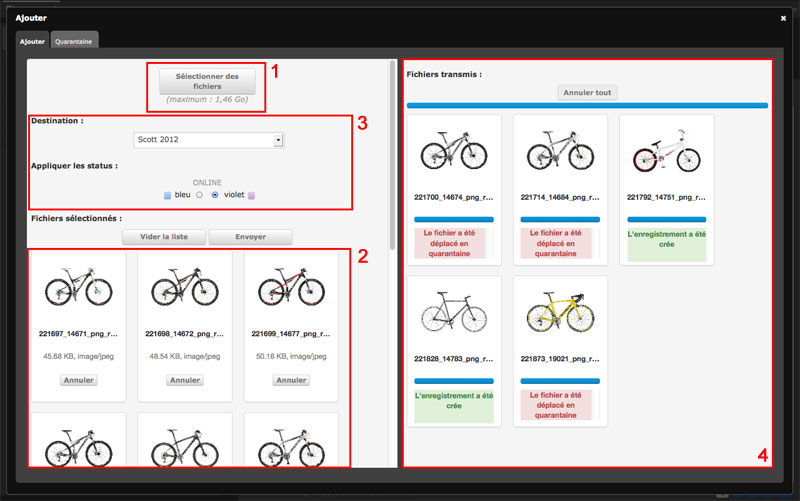 Ajouter
Ajouter
Quarantaine
1
Sélectionner des
fichiers
(maximum : 1,46 Go)
3
Destination :
Scott 2012
Appliquer les status :
ONLINE
bleu
violet
Fichiers sélectionnés :
Vider la liste
Envoyer
2
221697_14671_png_r...
221698_14672_png_r...
221699_14677_png_r...
45.68 KB, image/jpeg
48.54 KB, image/jpeg
50.16 KB, image/jpeg
Annuler
Annuler
Annuler
Fichiers transmis :
Annuler tout
221700_14674_png_r...
221714_14684_png_r...
221792_14751_png_r...
Le fichier a été
déplacé en
quarantaine
Le fichier a été
déplacé en
quarantaine
L'enregistrement a été
crée
221828_14783_png_r...
221873_19021_png_r...
L'enregistrement a été
crée
Le fichier a été
déplacé en
quarantaine
4